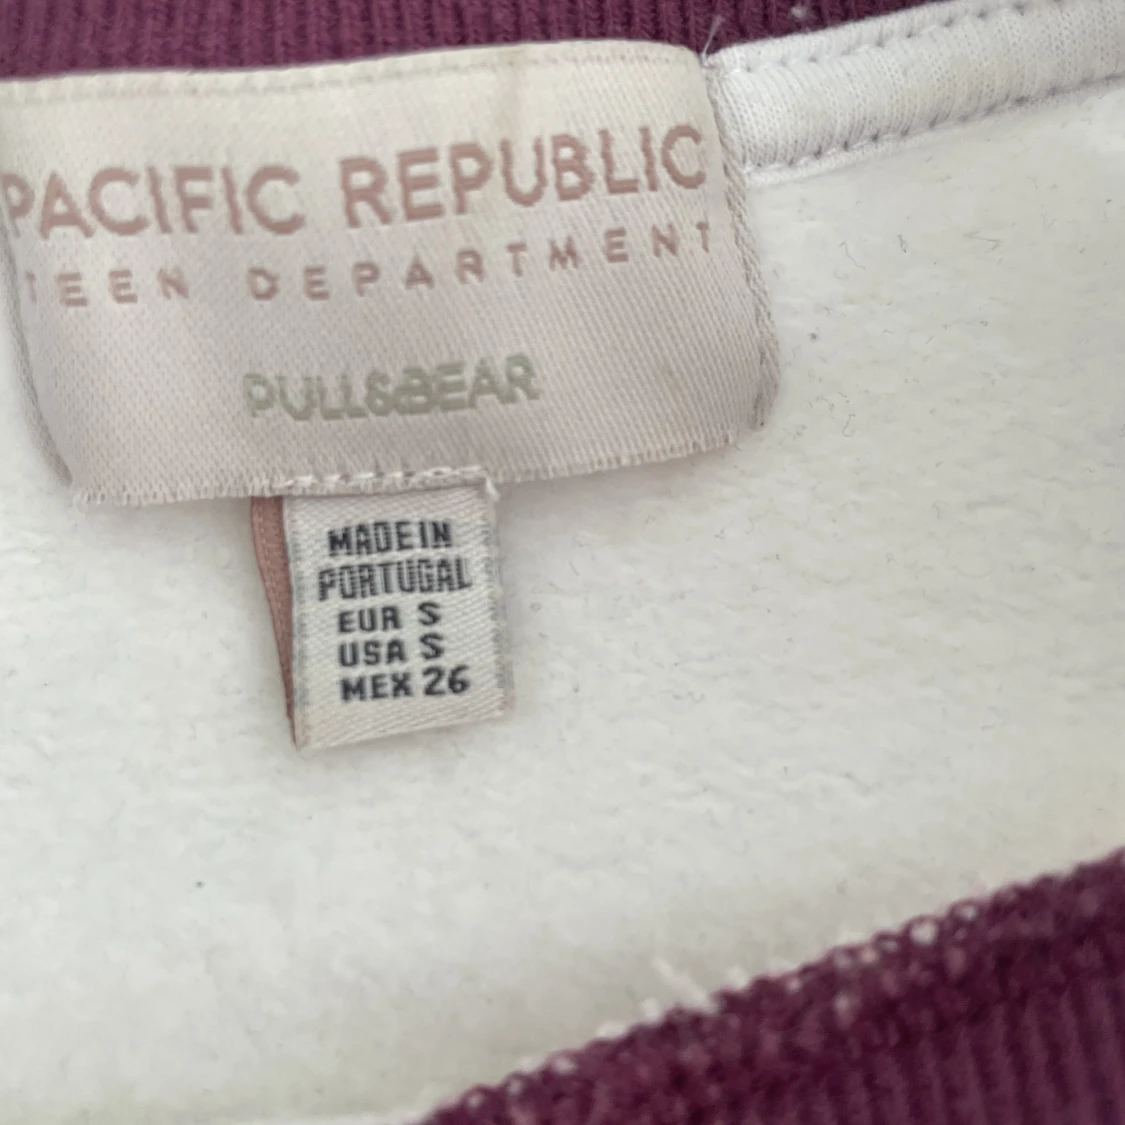 PACIFIC REPUBLIC
TEEN DEPARTMENT
PULL&BEAR
MADE IN
PORTUGAL
EUR S
USA S
MEX 26